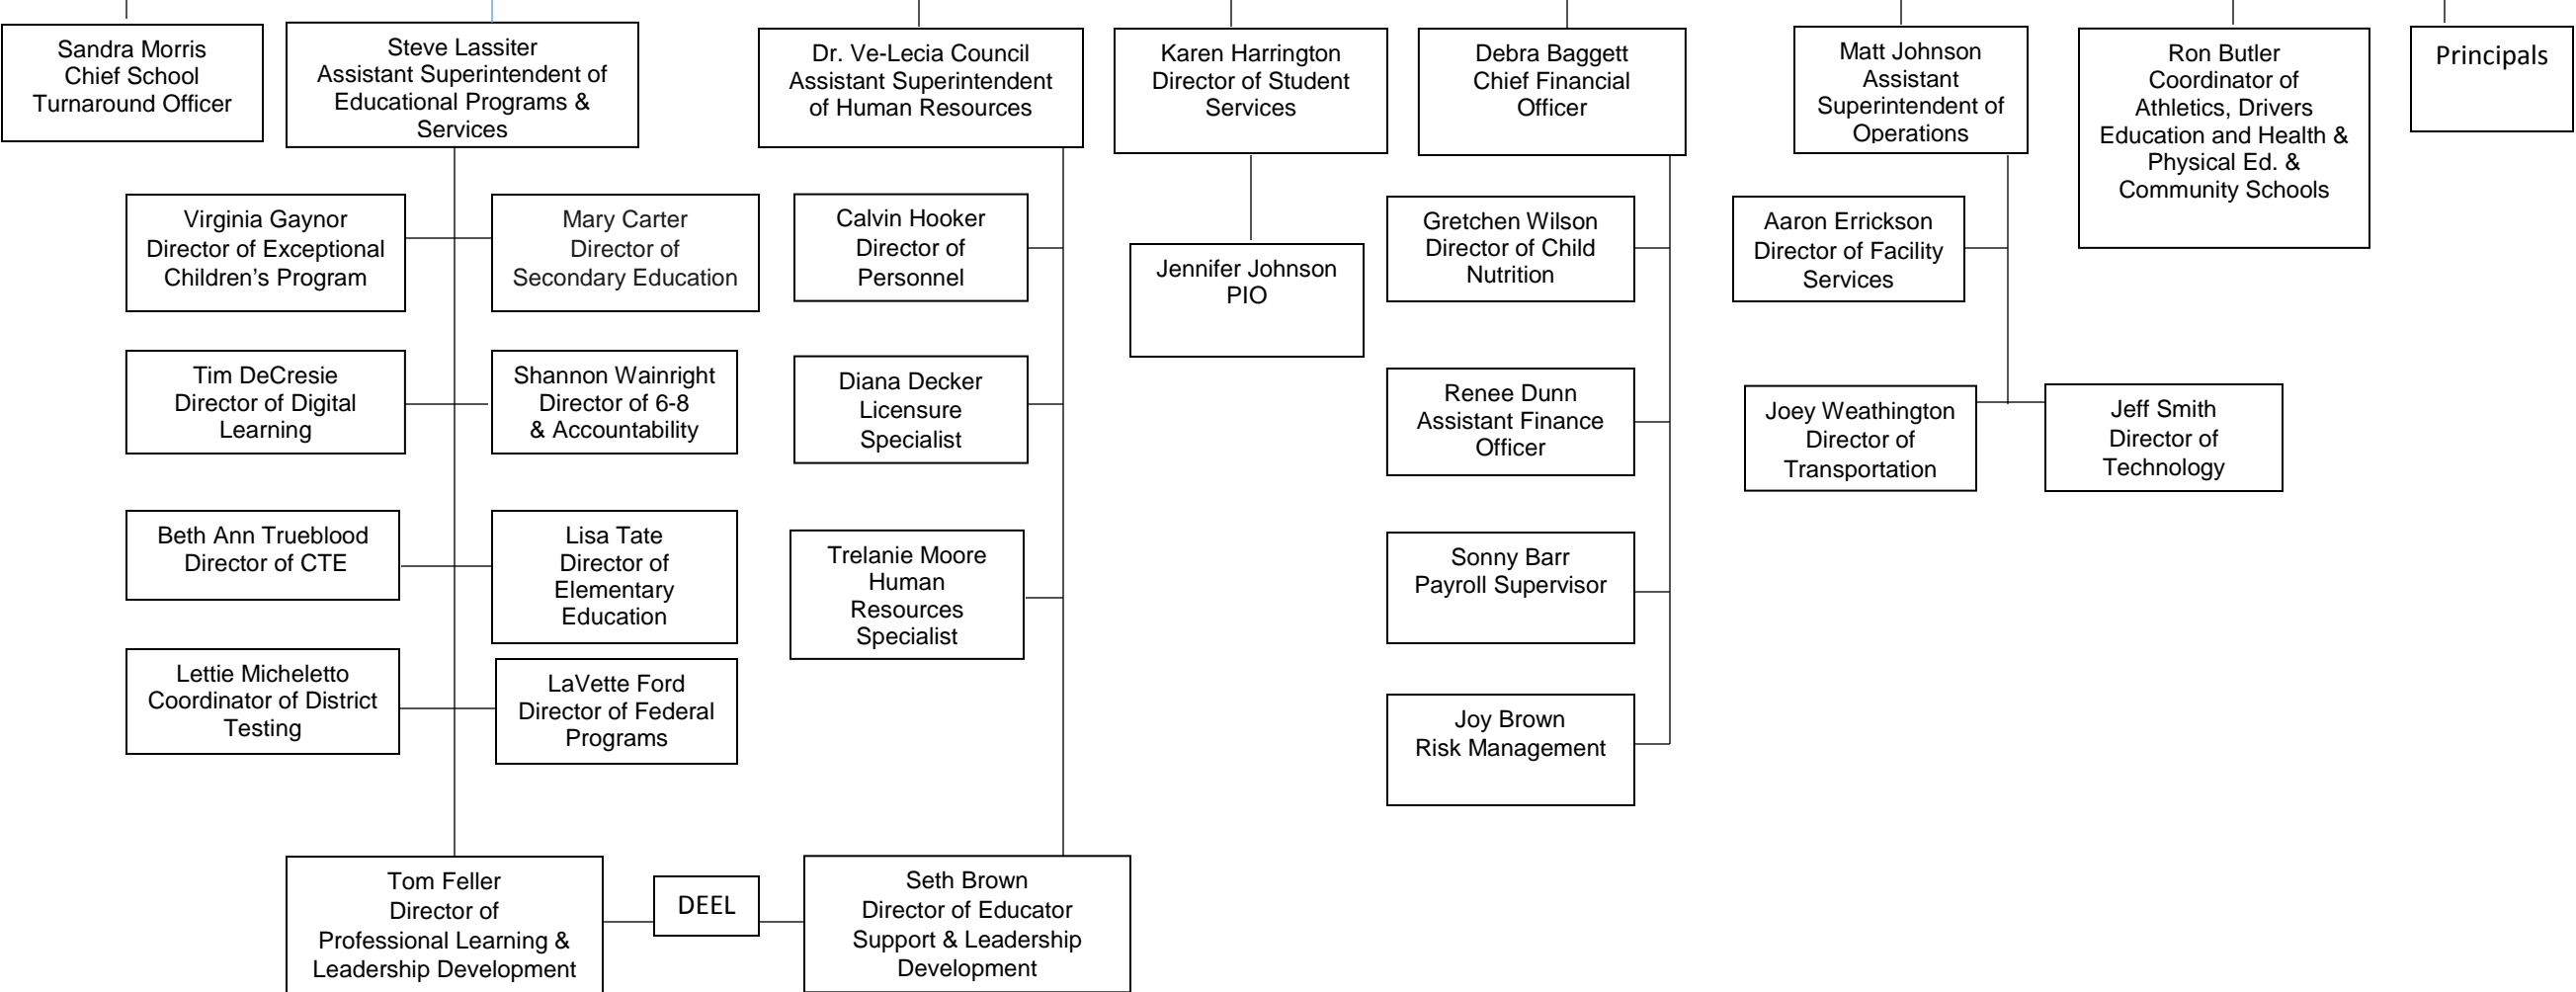 Sandra Morris
Chief School
Turnaround Officer
Steve Lassiter
Assistant Superintendent of
Educational Programs &
Services
Dr. Ve-Lecia Council
Assistant Superintendent
of Human Resources
Karen Harrington
Director of Student
Services
Debra Baggett
Chief Financial
Officer
Matt Johnson
Assistant
Superintendent of
Operations
Ron Butler
Coordinator of
Athletics, Drivers
Education and Health &
Physical Ed. &
Community Schools
Principals
Virginia Gaynor
Director of Exceptional
Children’s Program
Mary Carter
Director of
Secondary Education
Calvin Hooker
Director of
Personnel
Jennifer Johnson
PIO
Gretchen Wilson
Director of Child
Nutrition
Aaron Errickson
Director of Facility
Services
Tim DeCresie
Director of Digital
Learning
Shannon Wainright
Director of 6-8
& Accountability
Diana Decker
Licensure
Specialist
Renee Dunn
Assistant Finance
Officer
Joey Weathington
Director of
Transportation
Jeff Smith
Director of
Technology
Beth Ann Trueblood
Director of CTE
Lisa Tate
Director of
Elementary
Education
Trelanie Moore
Human
Resources
Specialist
Sonny Barr
Payroll Supervisor
Lettie Micheletto
Coordinator of District
Testing
LaVette Ford
Director of Federal
Programs
Joy Brown
Risk Management
Tom Feller
Director of
Professional Learning &
Leadership Development
DEEL
Seth Brown
Director of Educator
Support & Leadership
Development